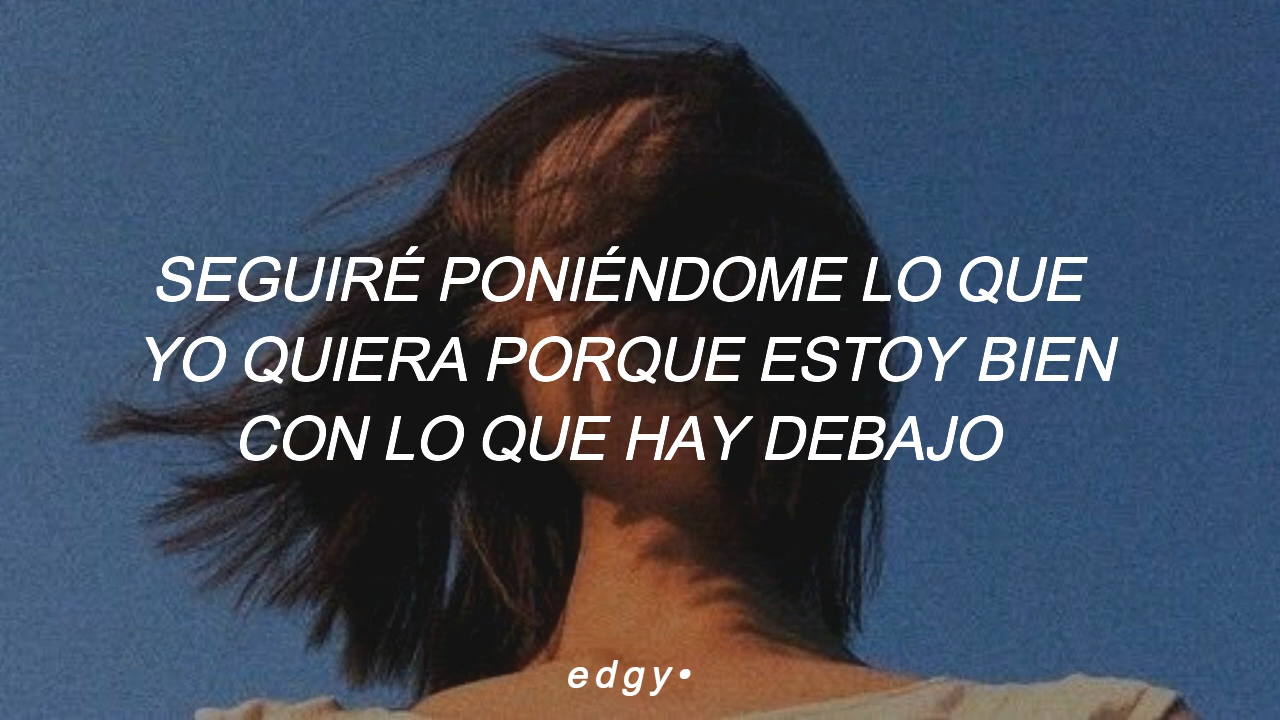 SEGUIRÉ PONIÉNDOME LO QUE
YO QUIERA PORQUE ESTOY BIEN
CON LO QUE HAY DEBAJO
edgy•